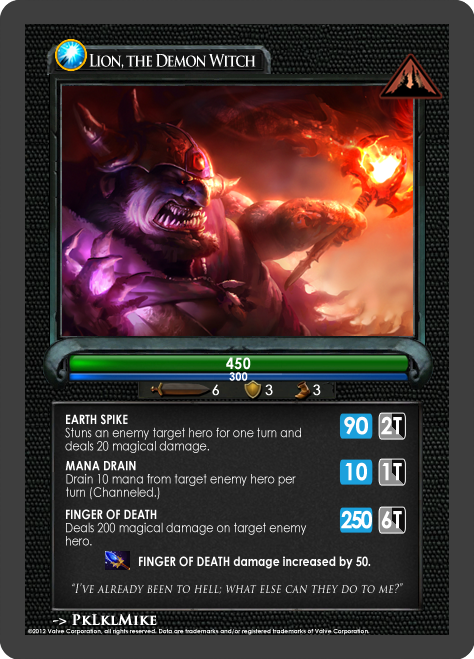 Lion, the Demon Witch
450
300
6 3 3
EARTH SPIKE
Stuns an enemy target hero for one turn and
deals 20 magical damage.
90 2T
MANA DRAIN
Drain 10 mana from target enemy hero per
turn (Channeled.)
10 1T
FINGER OF DEATH
Deals 200 magical damage on target enemy
hero.
250 6T
FINGER OF DEATH damage increased by 50.
"I've already been to hell; what else can they do to me?"
-> PkLklMike
©2012 Valve Corporation, all rights reserved. Dota are trademarks and/or registered trademarks of Valve Corporation.